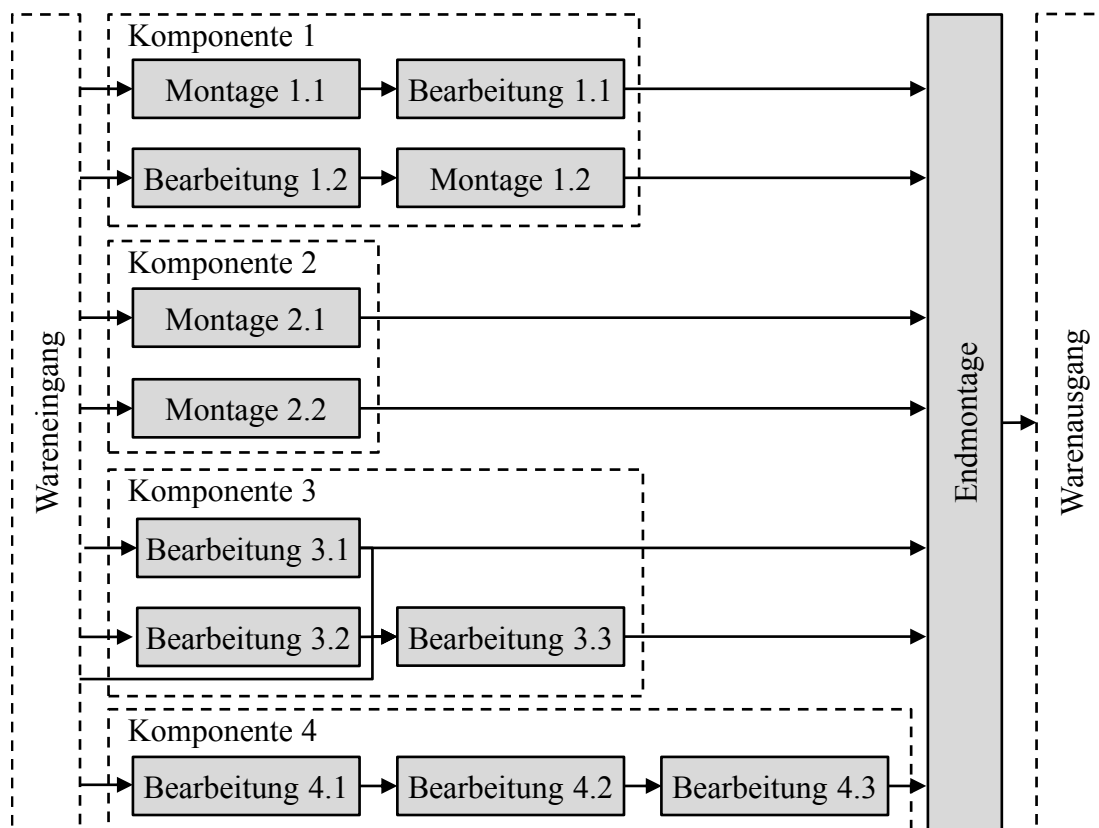 Wareneingang
Komponente 1
Montage 1.1
Bearbeitung 1.1
Bearbeitung 1.2
Montage 1.2
Komponente 2
Montage 2.1
Montage 2.2
Komponente 3
Bearbeitung 3.1
Bearbeitung 3.2
Bearbeitung 3.3
Komponente 4
Bearbeitung 4.1
Bearbeitung 4.2
Bearbeitung 4.3
Endmontage
Warenausgang